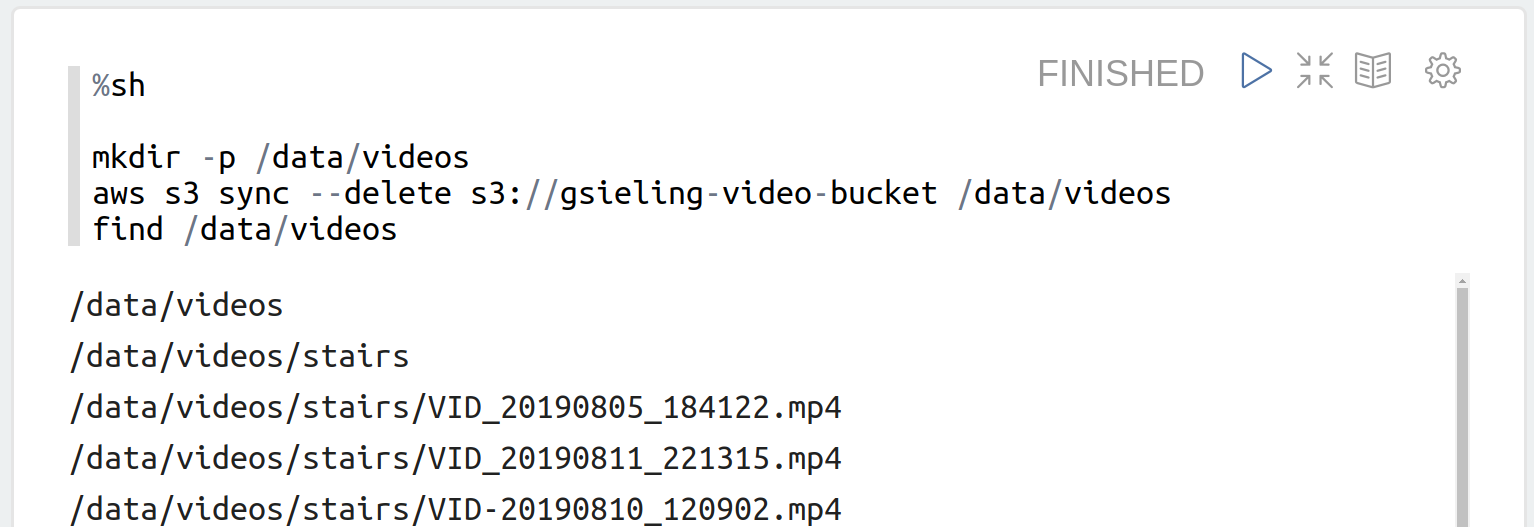 %sh
FINISHED
mkdir -p /data/videos
aws s3 sync --delete s3://gsieling-video-bucket /data/videos
find /data/videos
/data/videos
/data/videos/stairs
/data/videos/stairs/VID_20190805_184122.mp4
/data/videos/stairs/VID_20190811_221315.mp4
/data/videos/stairs/VID-20190810_120902.mp4